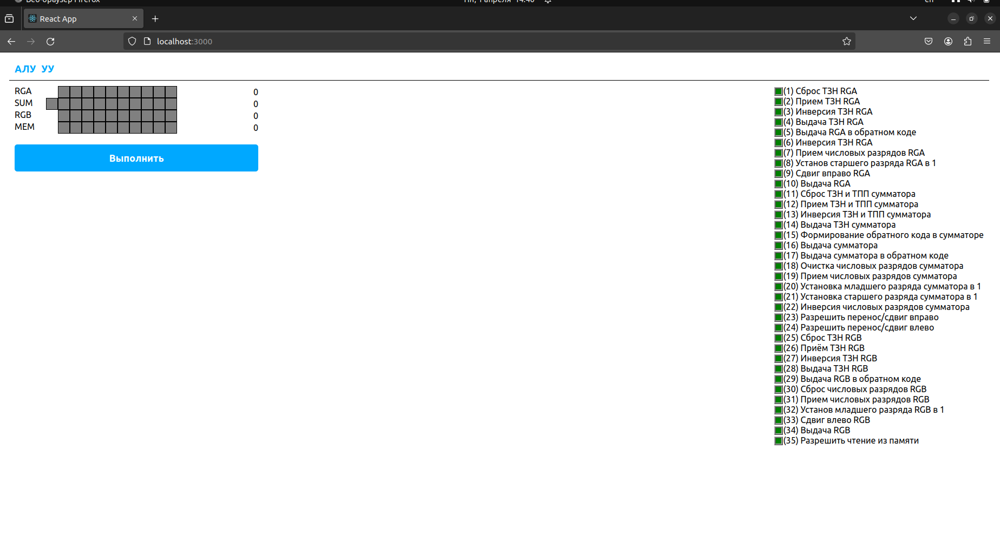 Веб-браузер Firefox
Пн, 1 апреля 14:40
en
React App
localhost:3000
АЛУ УУ
RGA 0
SUM 0
RGB 0
MEM 0
Выполнить
(1) Сброс ТЗН RGA
(2) Прием ТЗН RGA
(3) Инверсия ТЗН RGA
(4) Выдача ТЗН RGA
(5) Выдача RGA в обратном коде
(6) Инверсия ТЗН RGA
(7) Прием числовых разрядов RGA
(8) Установ старшего разряда RGA в 1
(9) Сдвиг вправо RGA
(10) Выдача RGA
(11) Сброс ТЗН и ТПП сумматора
(12) Прием ТЗН и ТПП сумматора
(13) Инверсия ТЗН и ТПП сумматора
(14) Выдача ТЗН сумматора
(15) Формирование обратного кода в сумматоре
(16) Выдача сумматора
(17) Выдача сумматора в обратном коде
(18) Очистка числовых разрядов сумматора
(19) Прием числовых разрядов сумматора
(20) Установка младшего разряда сумматора в 1
(21) Установка старшего разряда сумматора в 1
(22) Инверсия числовых разрядов сумматора
(23) Разрешить перенос/сдвиг вправо
(24) Разрешить перенос/сдвиг влево
(25) Сброс ТЗН RGB
(26) Приём ТЗН RGB
(27) Инверсия ТЗН RGB
(28) Выдача ТЗН RGB
(29) Выдача RGB в обратном коде
(30) Сброс числовых разрядов RGB
(31) Прием числовых разрядов RGB
(32) Установ младшего разряда RGB в 1
(33) Сдвиг влево RGB
(34) Выдача RGB
(35) Разрешить чтение из памяти